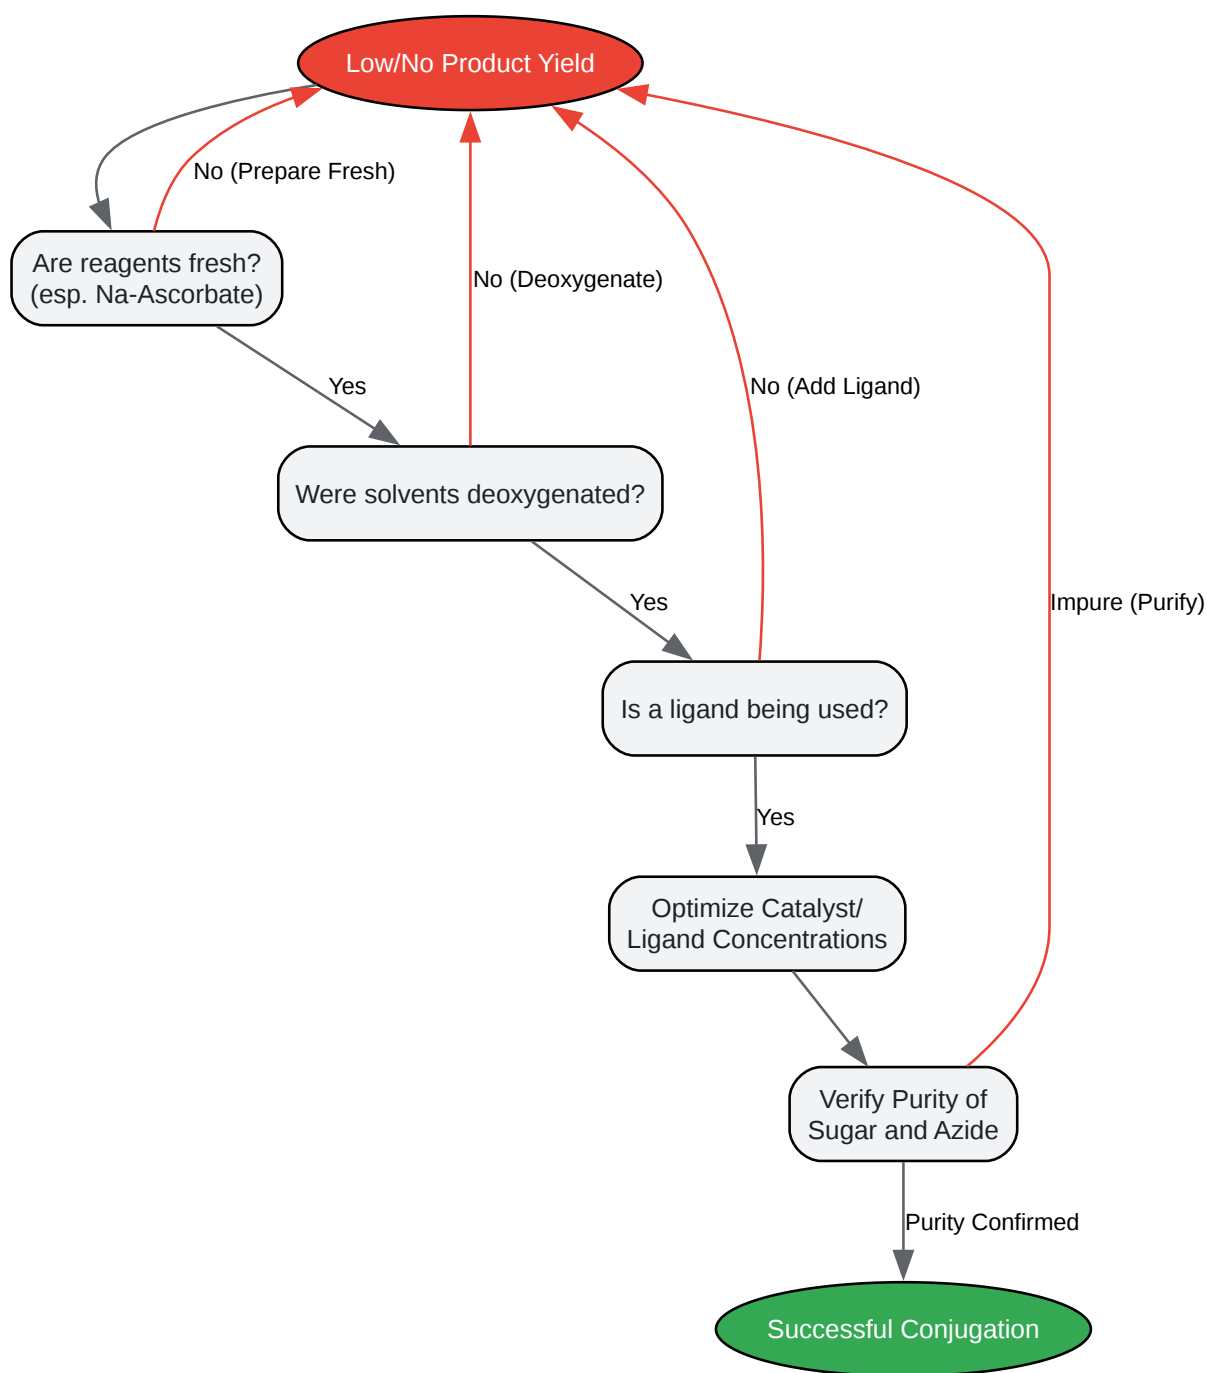 Low/No Product Yield
No (Prepare Fresh)
Are reagents fresh?
(esp. Na-Ascorbate)
No (Deoxygenate)
Yes
No (Add Ligand)
Were solvents deoxygenated?
Yes
Impure (Purify)
Is a ligand being used?
Yes
Optimize Catalyst/
Ligand Concentrations
Verify Purity of
Sugar and Azide
Purity Confirmed
Successful Conjugation